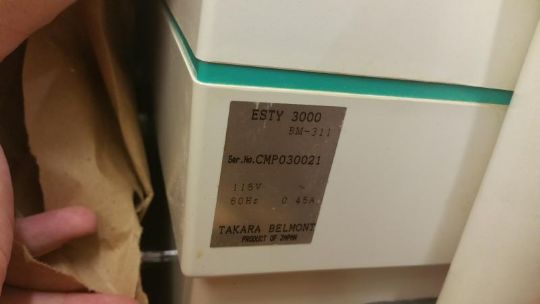 ESTY 3000
BM-311
Ser.No.CMP030021
115V ~
60Hz 0.45A
TAKARA BELMONT
PRODUCT OF JAPAN